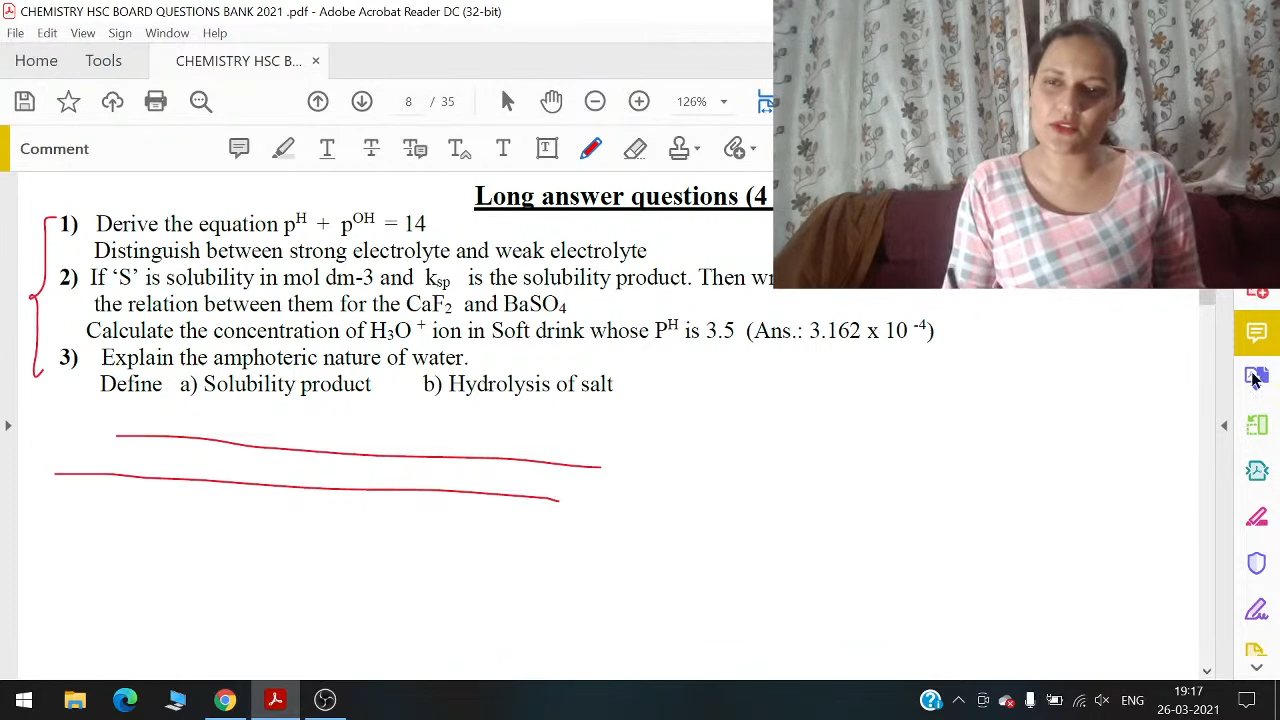 CHEMISTRY HSC BOARD QUESTIONS BANK 2021 .pdf - Adobe Acrobat Reader DC (32-bit)
File Edit View Sign Window Help
Home Tools CHEMISTRY HSC B... ×
8 / 35 126%
Comment
Long answer questions (4
1) Derive the equation p^H + p^OH = 14
Distinguish between strong electrolyte and weak electrolyte
2) If ‘S’ is solubility in mol dm-3 and k_sp is the solubility product. Then
the relation between them for the CaF₂ and BaSO₄
Calculate the concentration of H₃O ⁺ ion in Soft drink whose P^H is 3.5 (Ans.: 3.162 x 10 ⁻⁴)
3) Explain the amphoteric nature of water.
Define a) Solubility product b) Hydrolysis of salt
ENG
19:17
26-03-2021